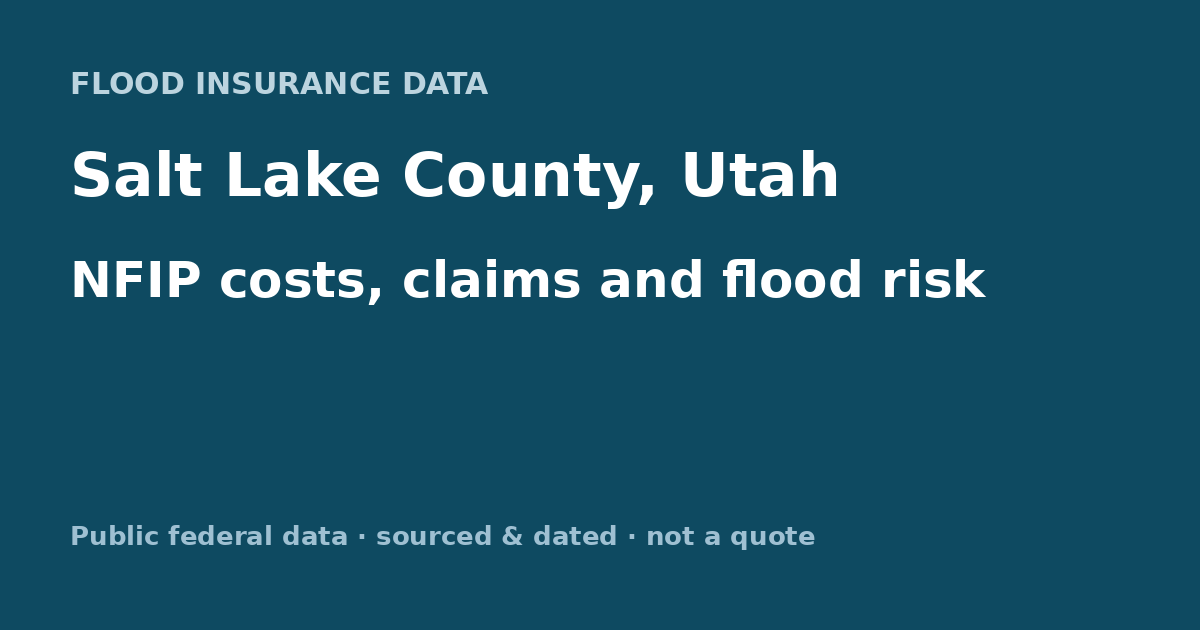 FLOOD INSURANCE DATA
Salt Lake County, Utah
NFIP costs, claims and flood risk
Public federal data · sourced & dated · not a quote